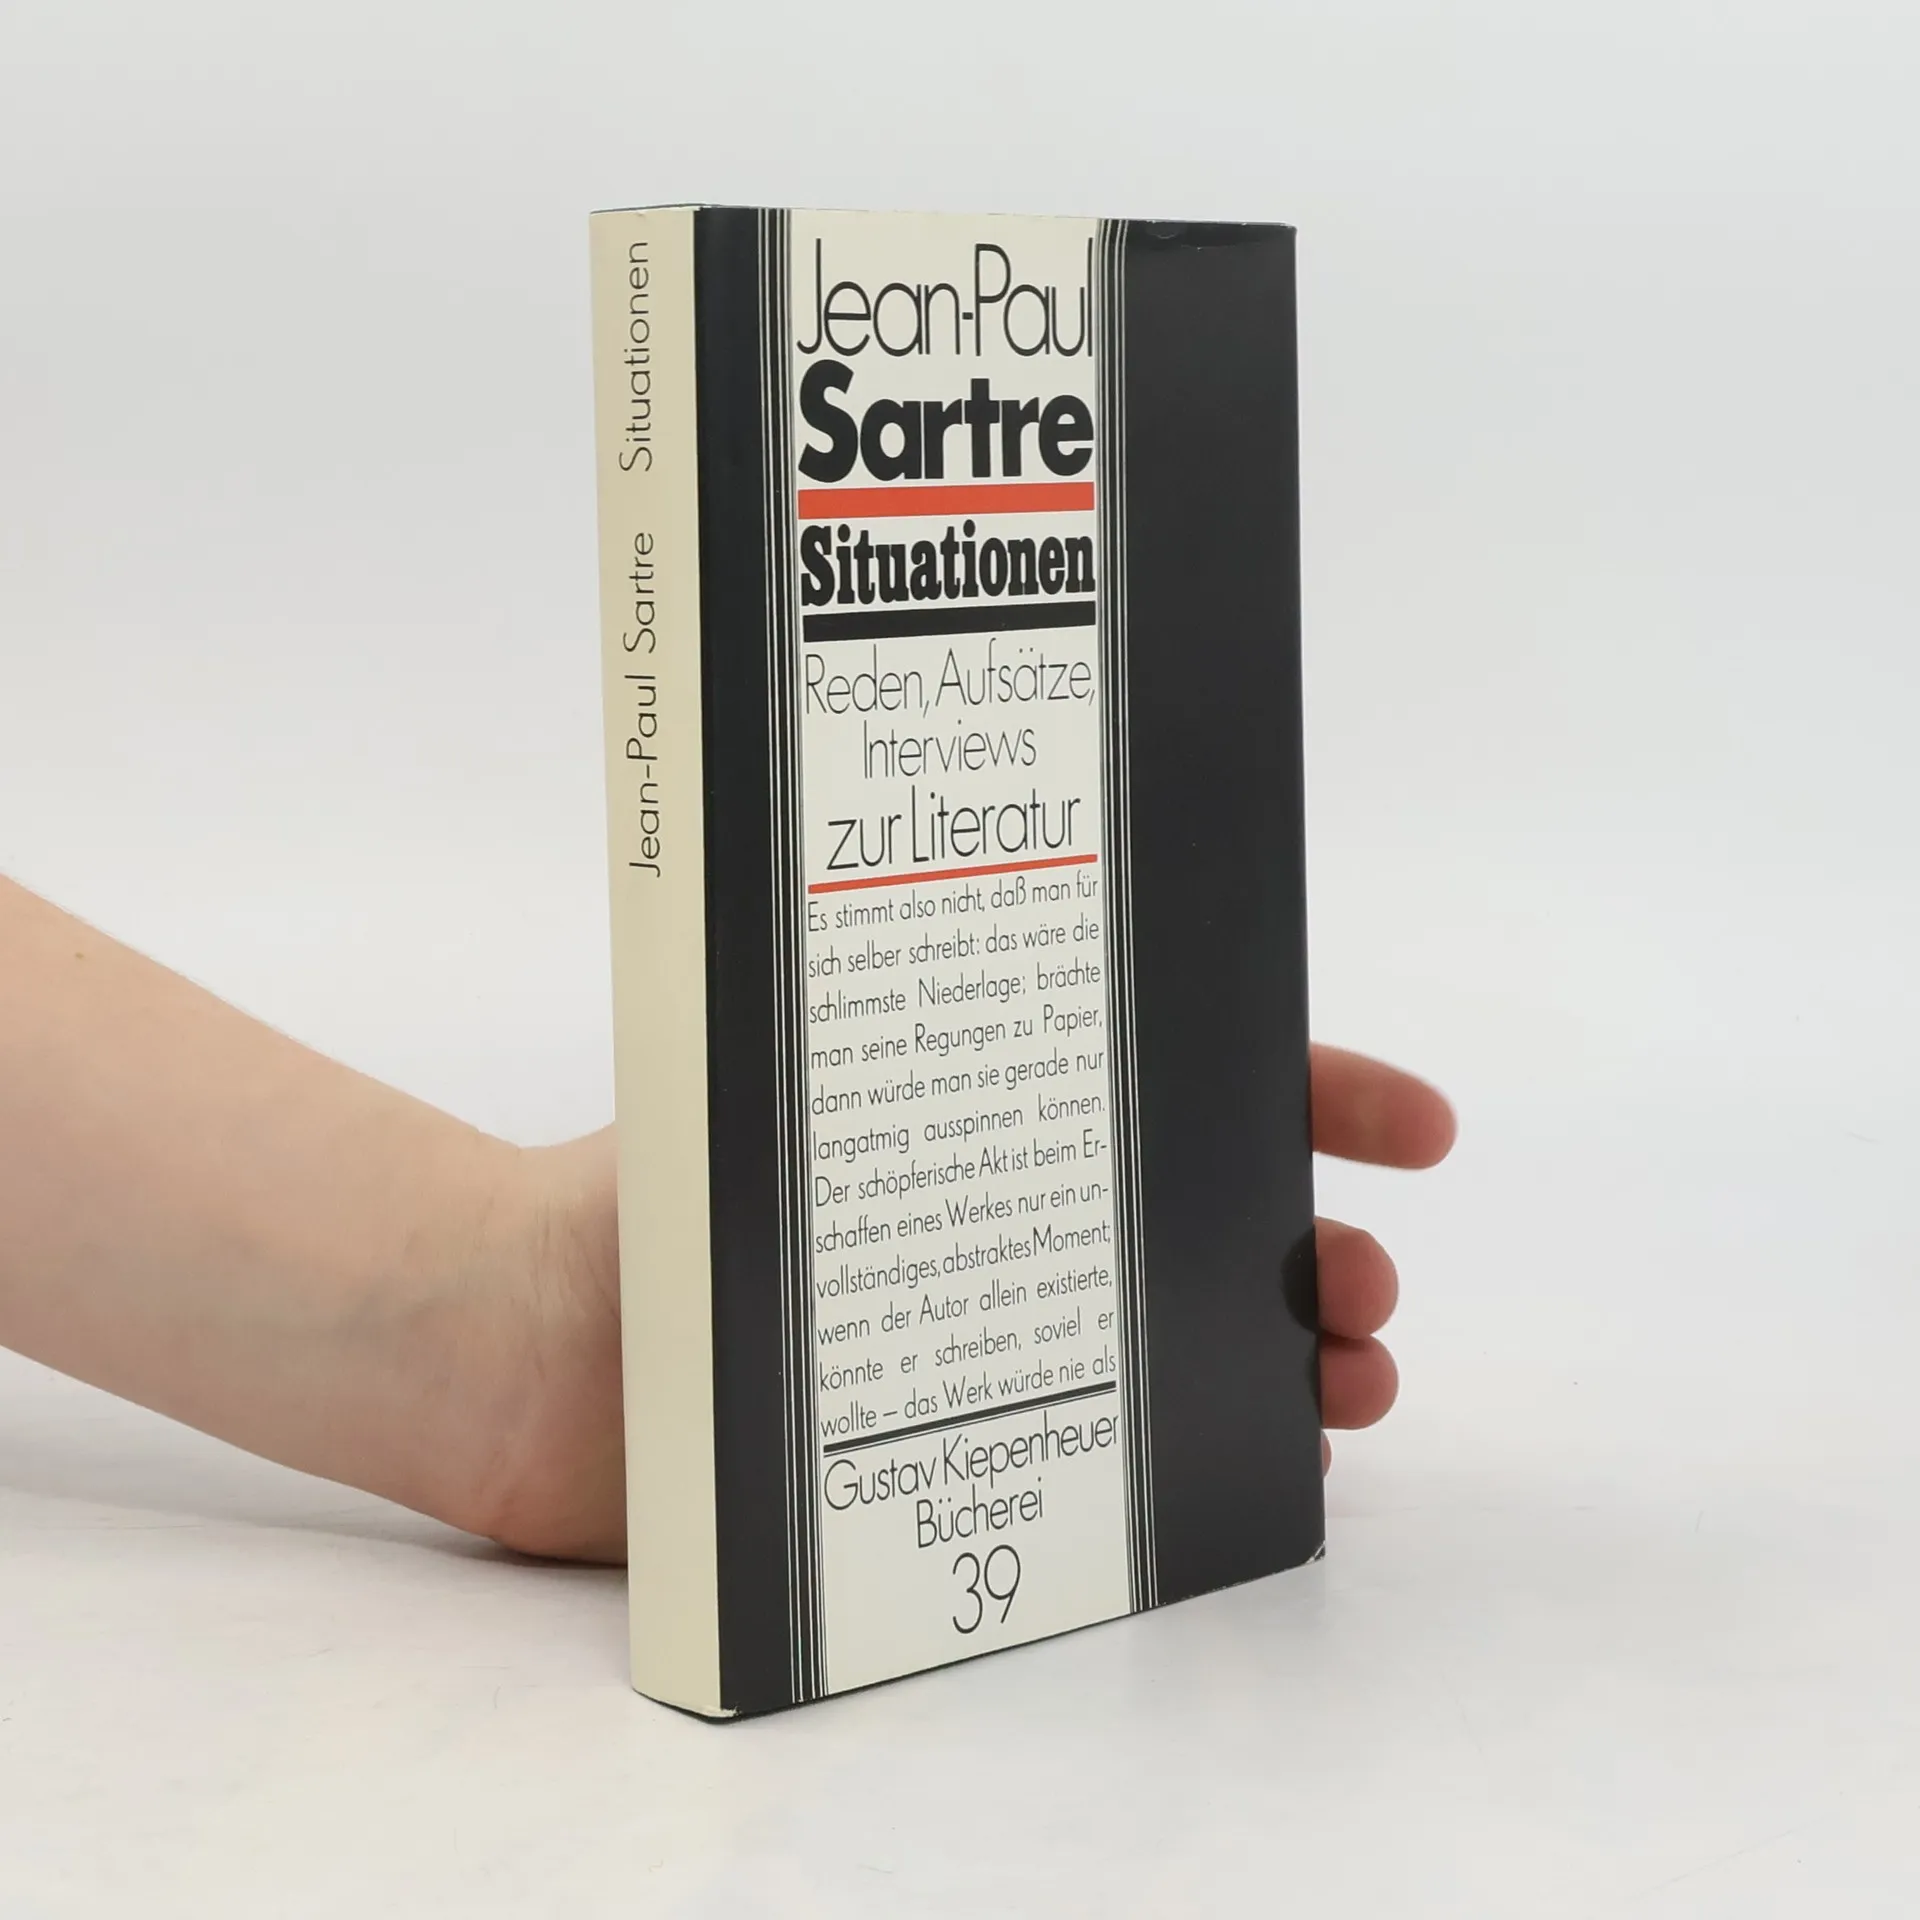 Jean-Paul Sartre Situationen
Jean-Paul
Sartre
Situationen
Reden, Aufsätze,
Interviews
zur Literatur
Es stimmt also nicht, daß man für
sich selber schreibt: das wäre die
schlimmste Niederlage; brächte
man seine Regungen zu Papier,
dann würde man sie gerade nur
langatmig ausspinnen können.
Der schöpferische Akt ist beim Er-
schaffen eines Werkes nur ein un-
vollständiges, abstraktes Moment;
wenn der Autor allein existierte,
könnte er schreiben, soviel er
wollte – das Werk würde nie als
Gustav Kiepenheuer
Bücherei
39